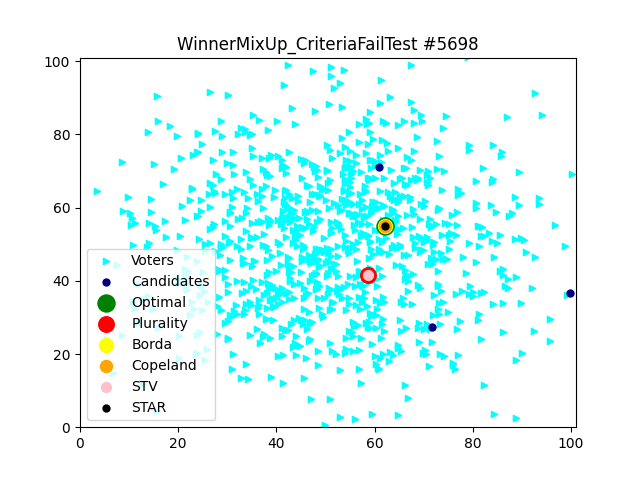 WinnerMixUp_CriteriaFailTest #5698
100
80
60
40
20
0
0
20
40
60
80
100
Voters
Candidates
Optimal
Plurality
Borda
Copeland
STV
STAR